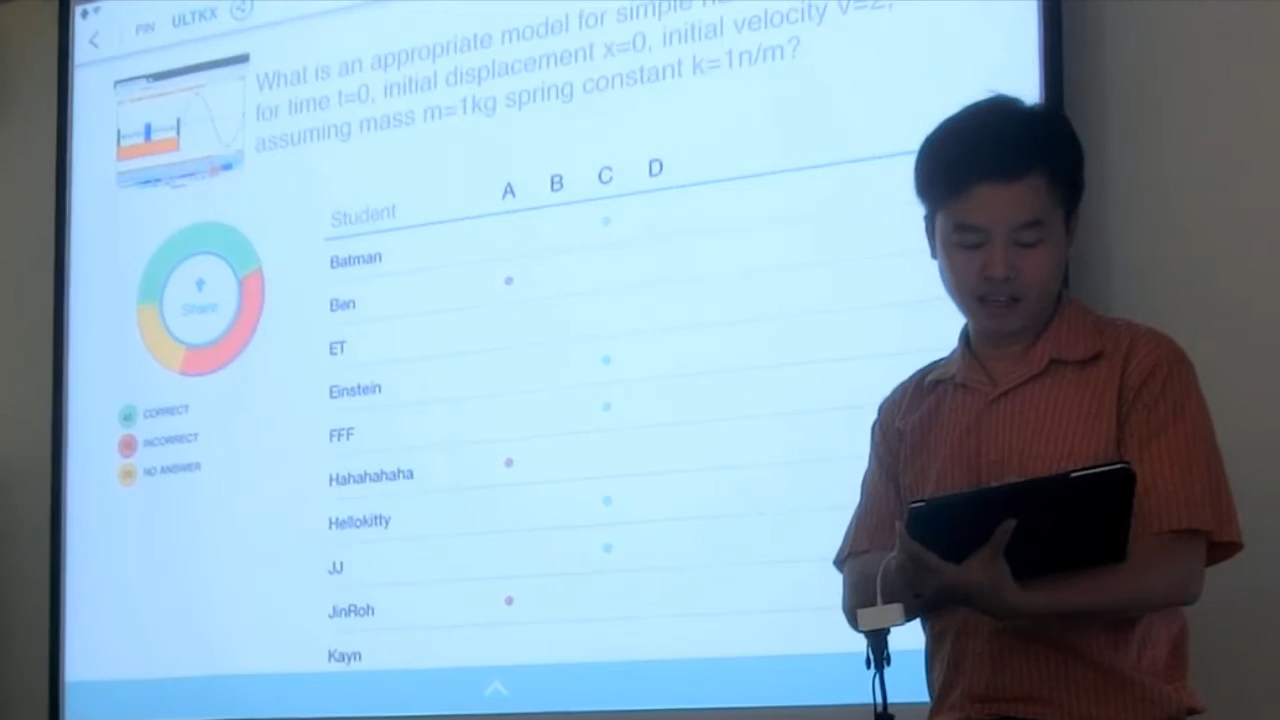 PIN ULTKX
What is an appropriate model for simple
for time t=0, initial displacement x=0, initial velocity v=2,
assuming mass m=1kg spring constant k=1n/m?
Student A B C D
Batman
Ben
ET
Einstein
FFF
Hahahahaha
Hellokitty
JJ
JinRoh
Kayn
Share
CORRECT
INCORRECT
NO ANSWER